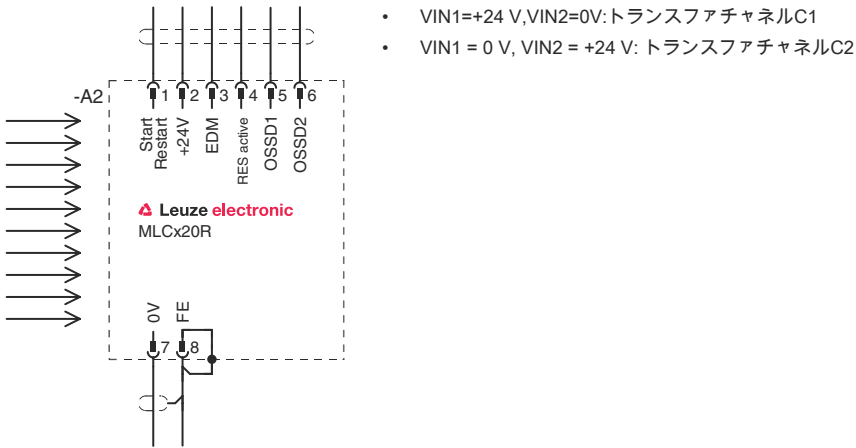 • VIN1=+24 V,VIN2=0V:トランスファチャネルC1
• VIN1 = 0 V, VIN2 = +24 V: トランスファチャネルC2
-A2
1 2 3 4 5 6
Start
Restart
+24V
EDM
RES active
OSSD1
OSSD2
Leuze electronic
MLCx20R
0V
FE
7 8